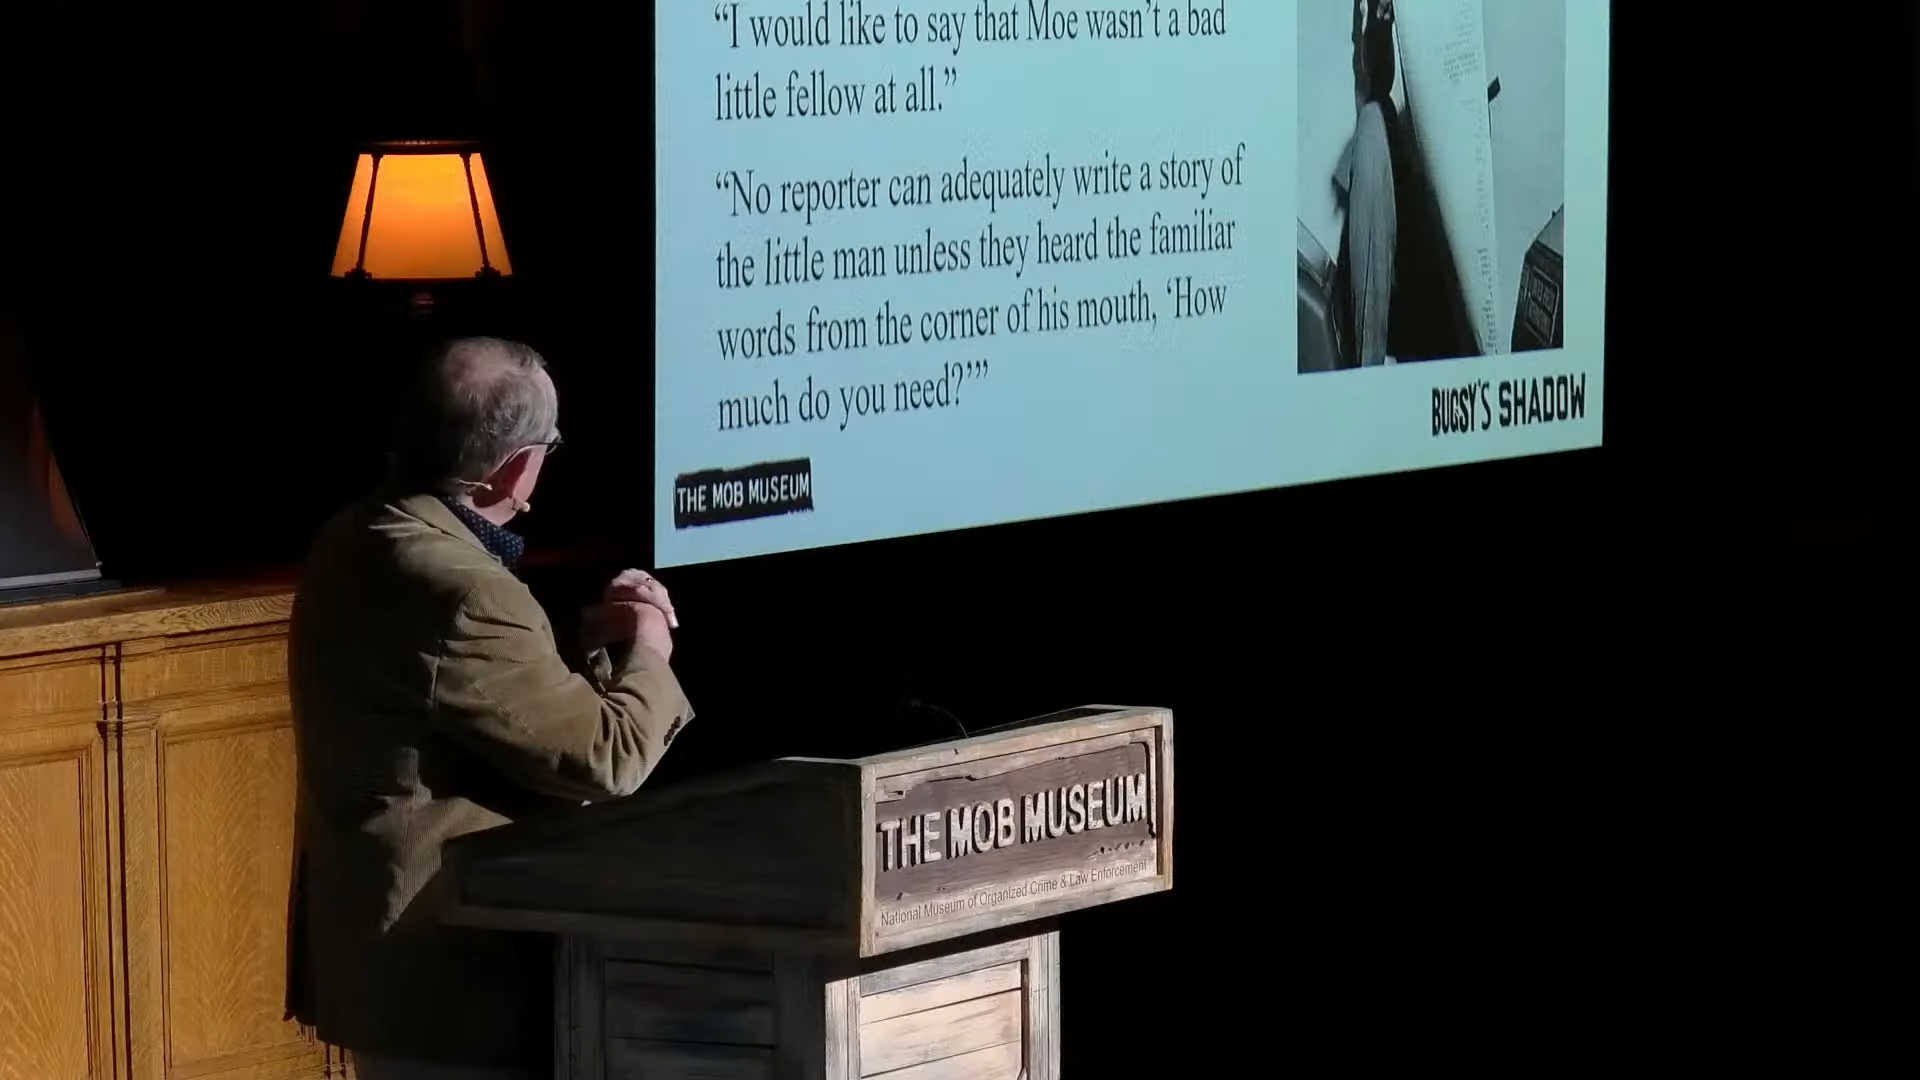 “I would like to say that Moe wasn’t a bad
little fellow at all.”
“No reporter can adequately write a story of
the little man unless they heard the familiar
words from the corner of his mouth, ‘How
much do you need?’”
BUGSY'S SHADOW
THE MOB MUSEUM
THE MOB MUSEUM
National Museum of Organized Crime & Law Enforcement